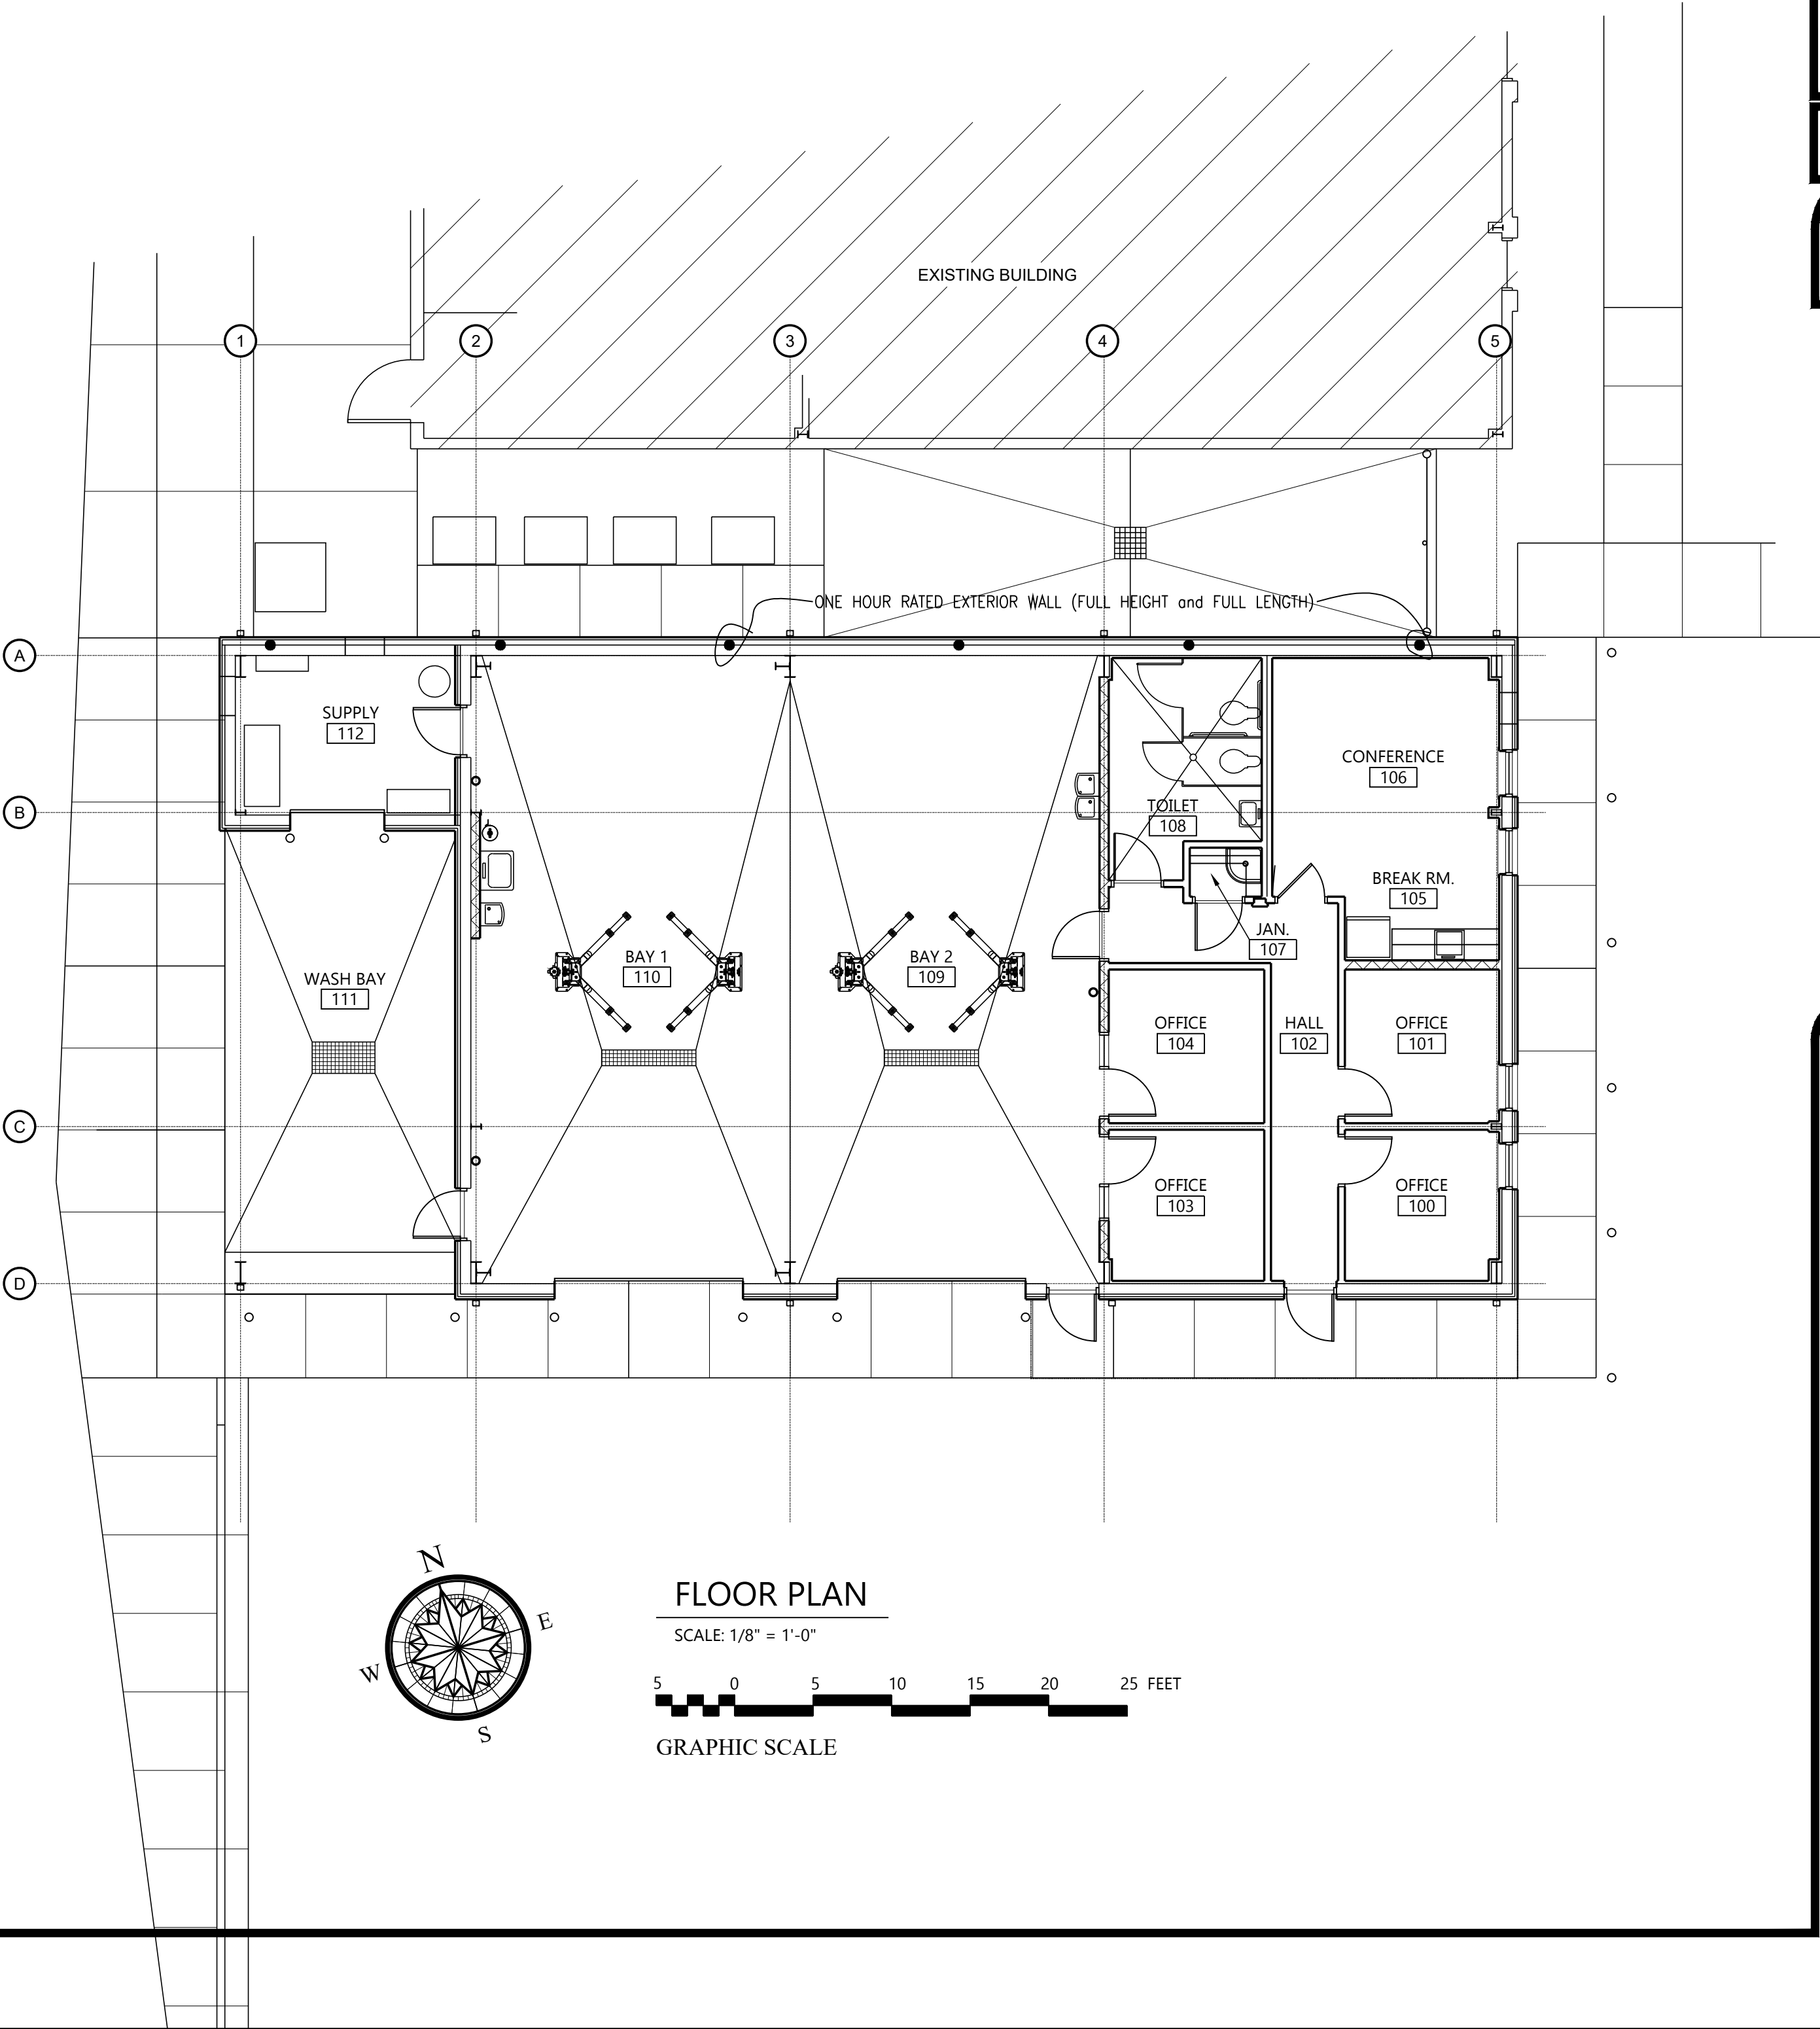 EXISTING BUILDING
1
2
3
4
5
ONE HOUR RATED EXTERIOR WALL (FULL HEIGHT and FULL LENGTH)
A
SUPPLY
112
CONFERENCE
106
B
TOILET
108
BREAK RM.
105
JAN.
107
BAY 1
110
BAY 2
109
WASH BAY
111
OFFICE
104
HALL
102
OFFICE
101
C
OFFICE
103
OFFICE
100
D
N
E
W
S
FLOOR PLAN
SCALE: 1/8" = 1'-0"
5 0 5 10 15 20 25 FEET
GRAPHIC SCALE